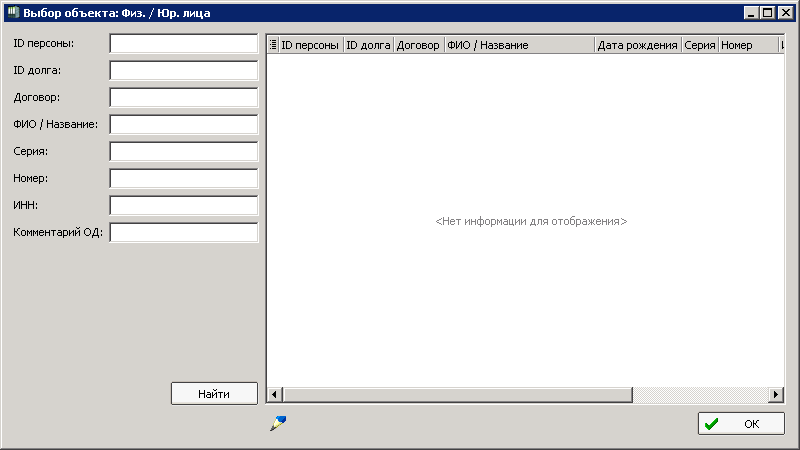 Выбор объекта: Физ. / Юр. лица
ID персоны:
ID долга:
Договор:
ФИО / Название:
Серия:
Номер:
ИНН:
Комментарий ОД:
Найти
ID персоны ID долга Договор ФИО / Название Дата рождения Серия Номер
<Нет информации для отображения>
OK